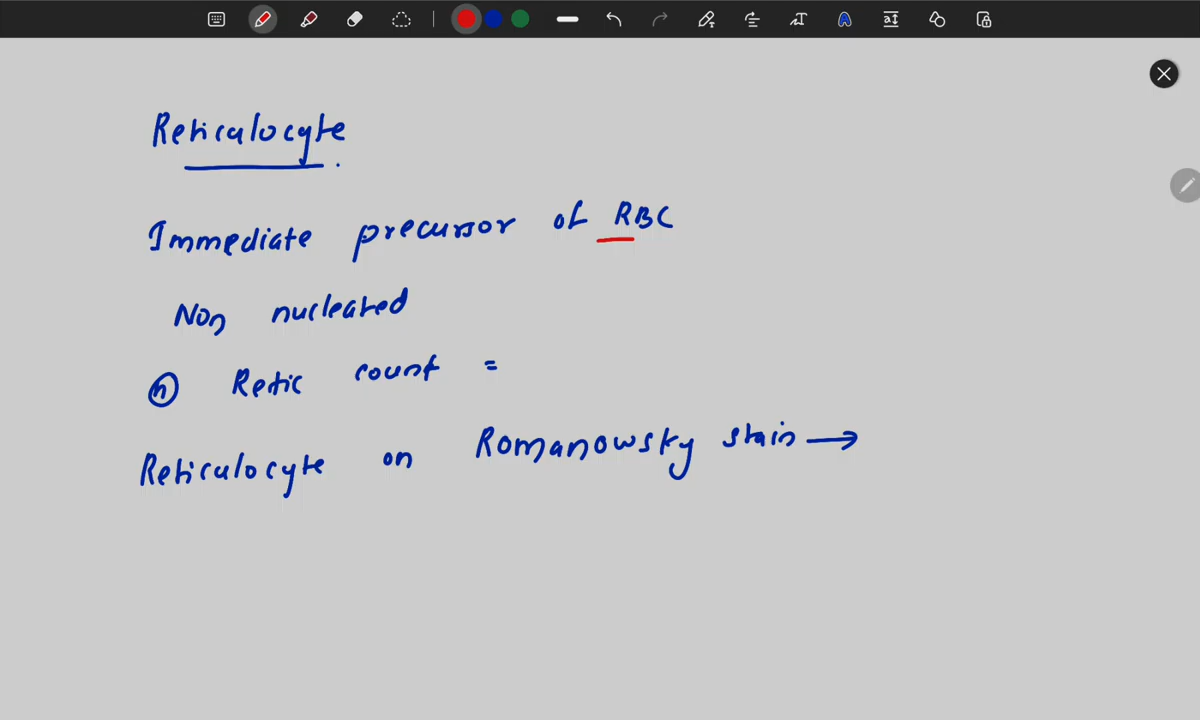 Reticulocyte
Immediate precursor of RBC
Non nucleated
(n) Retic count =
Reticulocyte on Romanowsky stain →